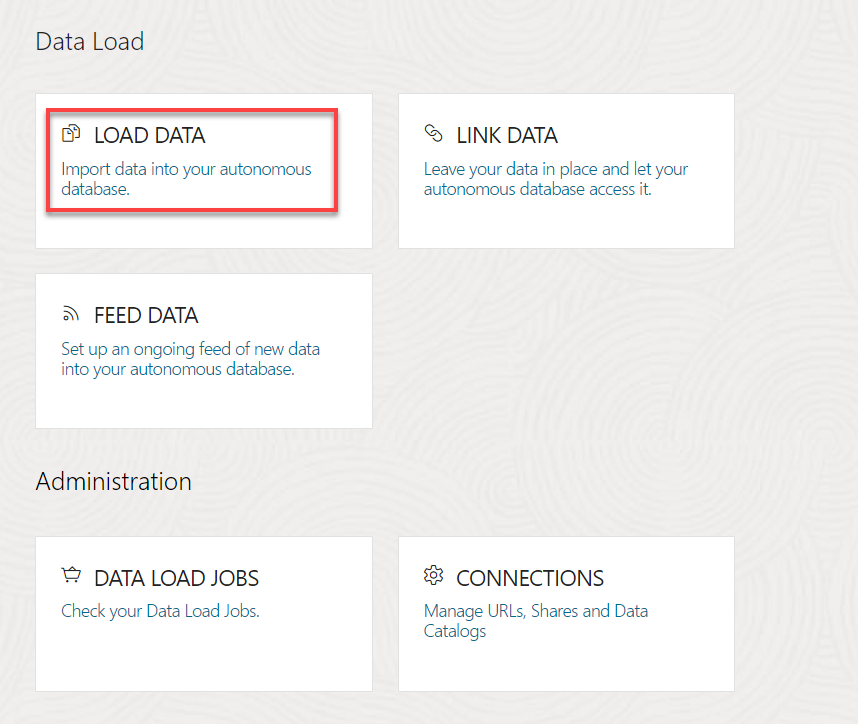 Data Load
LOAD DATA
Import data into your autonomous
database.
LINK DATA
Leave your data in place and let your
autonomous database access it.
FEED DATA
Set up an ongoing feed of new data
into your autonomous database.
Administration
DATA LOAD JOBS
Check your Data Load Jobs.
CONNECTIONS
Manage URLs, Shares and Data
Catalogs